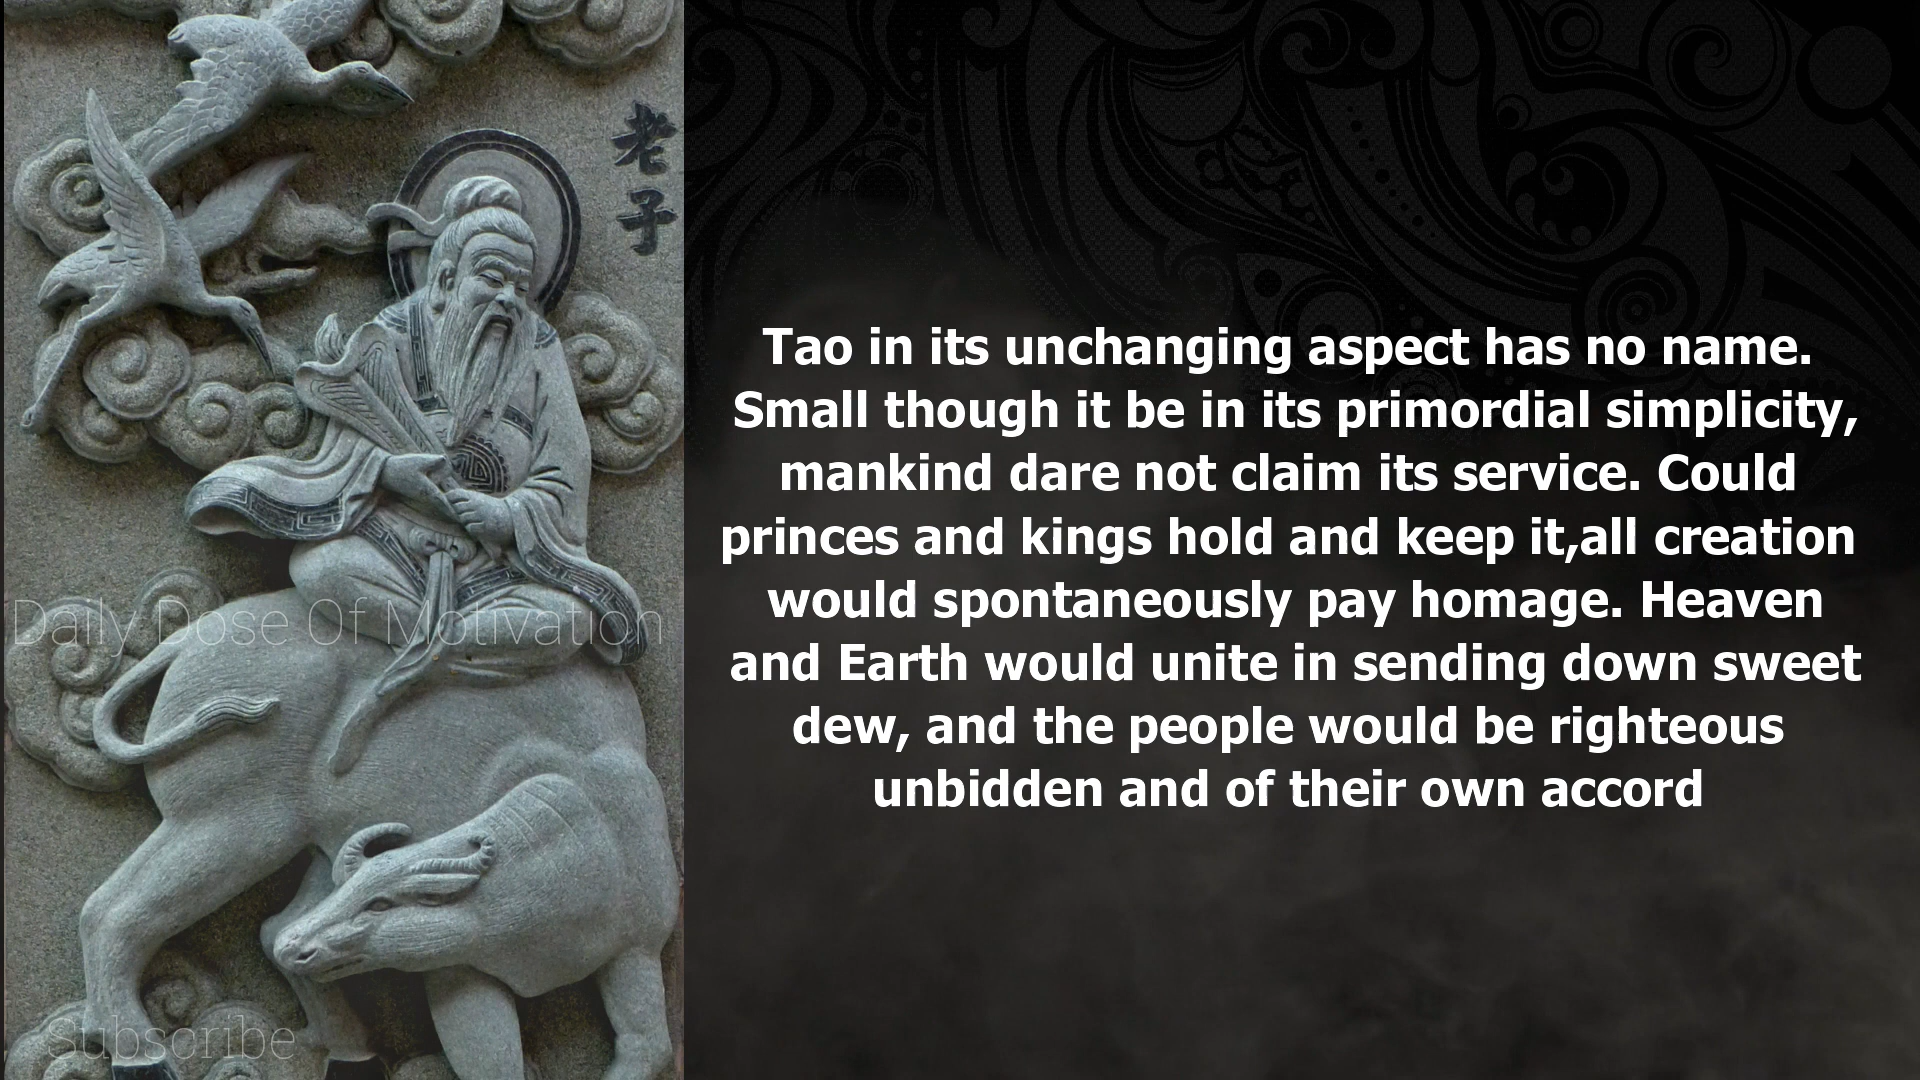 老
子
Tao in its unchanging aspect has no name.
Small though it be in its primordial simplicity,
mankind dare not claim its service. Could
princes and kings hold and keep it,all creation
would spontaneously pay homage. Heaven
and Earth would unite in sending down sweet
dew, and the people would be righteous
unbidden and of their own accord
Daily Dose Of Motivation
Subscribe